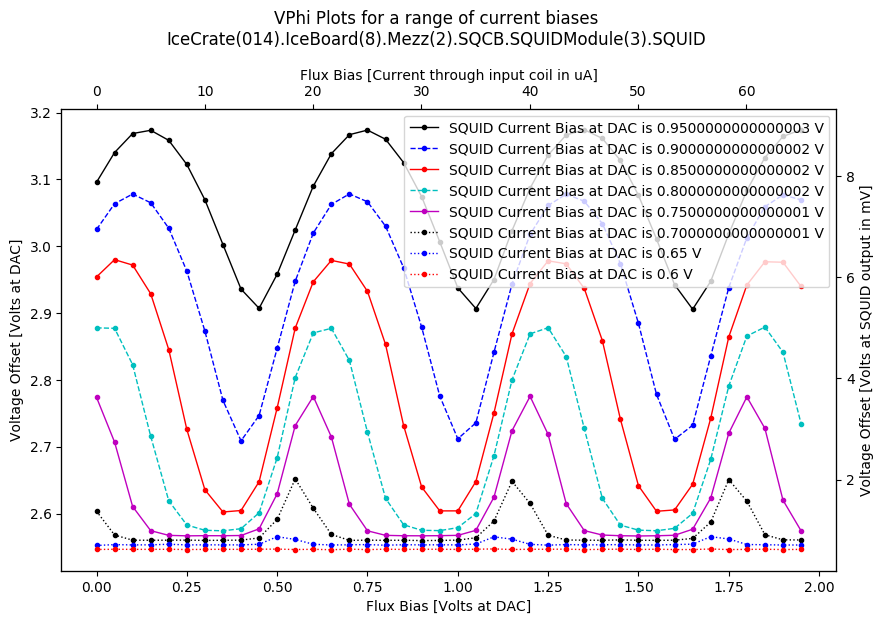 VPhi Plots for a range of current biases
IceCrate(014).IceBoard(8).Mezz(2).SQCB.SQUIDModule(3).SQUID
Flux Bias [Current through input coil in uA]
0 10 20 30 40 50 60
SQUID Current Bias at DAC is 0.9500000000000003 V
SQUID Current Bias at DAC is 0.9000000000000002 V
SQUID Current Bias at DAC is 0.8500000000000002 V
SQUID Current Bias at DAC is 0.8000000000000002 V
SQUID Current Bias at DAC is 0.7500000000000001 V
SQUID Current Bias at DAC is 0.7000000000000001 V
SQUID Current Bias at DAC is 0.65 V
SQUID Current Bias at DAC is 0.6 V
Voltage Offset [Volts at DAC]
3.2
3.1
3.0
2.9
2.8
2.7
2.6
8
6
4
2
Voltage Offset [Volts at SQUID output in mV]
0.00 0.25 0.50 0.75 1.00 1.25 1.50 1.75 2.00
Flux Bias [Volts at DAC]